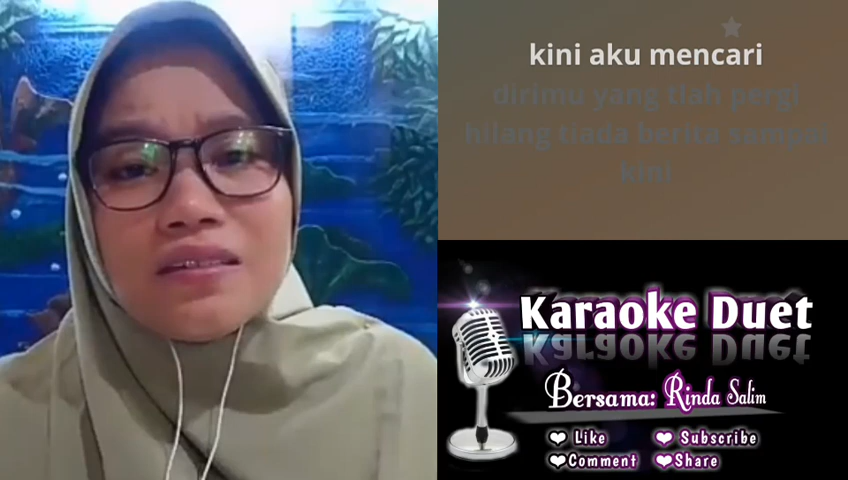 kini aku mencari
dirimu yang tlah pergi
hilang tiada berita sampai
kini
Karaoke Duet
Bersama: Rinda Salim
❤ Like ❤ Subscribe
❤Comment ❤Share